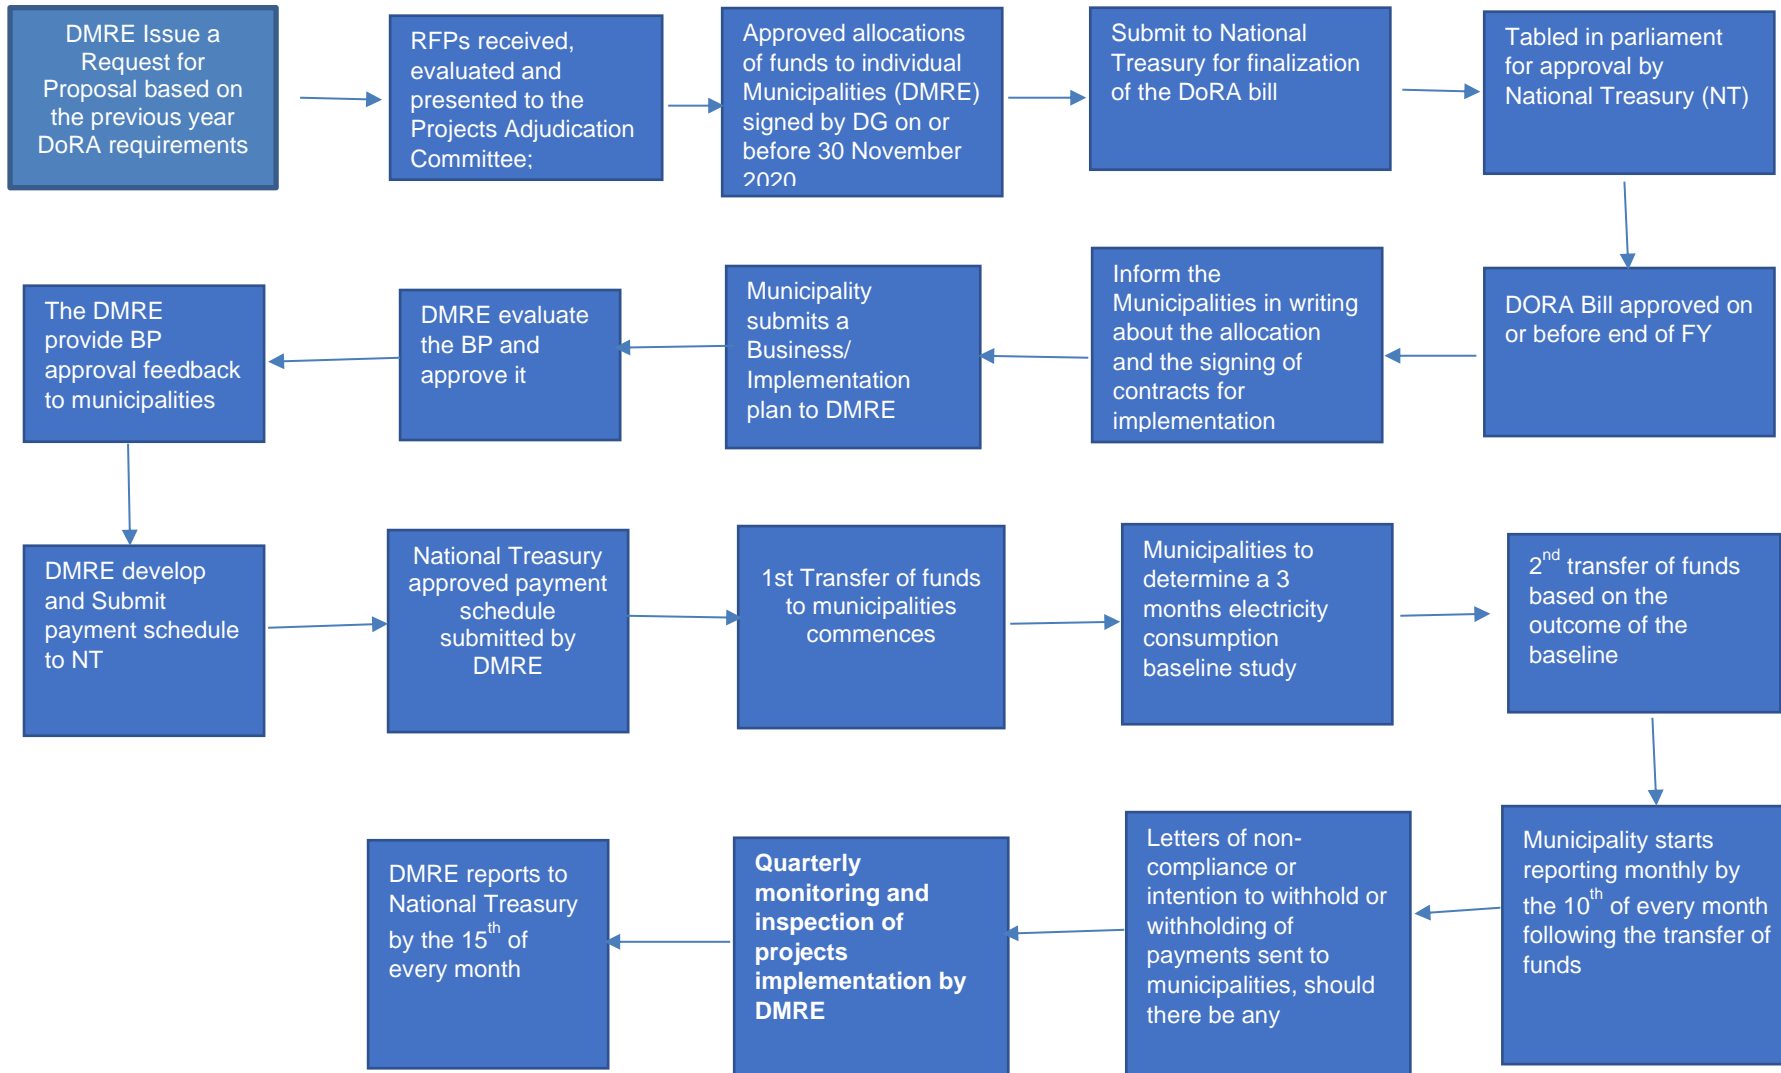 DMRE Issue a
Request for
Proposal based on
the previous year
DoRA requirements
RFPs received,
evaluated and
presented to the
Projects Adjudication
Committee;
Approved allocations
of funds to individual
Municipalities (DMRE)
signed by DG on or
before 30 November
2020
Submit to National
Treasury for finalization
of the DoRA bill
Tabled in parliament
for approval by
National Treasury (NT)
DORA Bill approved on
or before end of FY
Inform the
Municipalities in writing
about the allocation
and the signing of
contracts for
implementation
Municipality
submits a
Business/
Implementation
plan to DMRE
DMRE evaluate
the BP and
approve it
The DMRE
provide BP
approval feedback
to municipalities
DMRE develop
and Submit
payment schedule
to NT
National Treasury
approved payment
schedule
submitted by
DMRE
1st Transfer of funds
to municipalities
commences
Municipalities to
determine a 3
months electricity
consumption
baseline study
2nd transfer of funds
based on the
outcome of the
baseline
Municipality starts
reporting monthly by
the 10th of every month
following the transfer of
funds
Letters of non-
compliance or
intention to withhold or
withholding of
payments sent to
municipalities, should
there be any
Quarterly
monitoring and
inspection of
projects
implementation by
DMRE
DMRE reports to
National Treasury
by the 15th of
every month